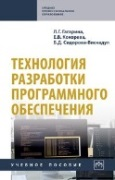 Л.Г. Гагарина,
Е.В. Кокорева,
Б.Д. Сидорова-Виснадул
ТЕХНОЛОГИЯ
РАЗРАБОТКИ
ПРОГРАММНОГО
ОБЕСПЕЧЕНИЯ
УЧЕБНОЕ ПОСОБИЕ